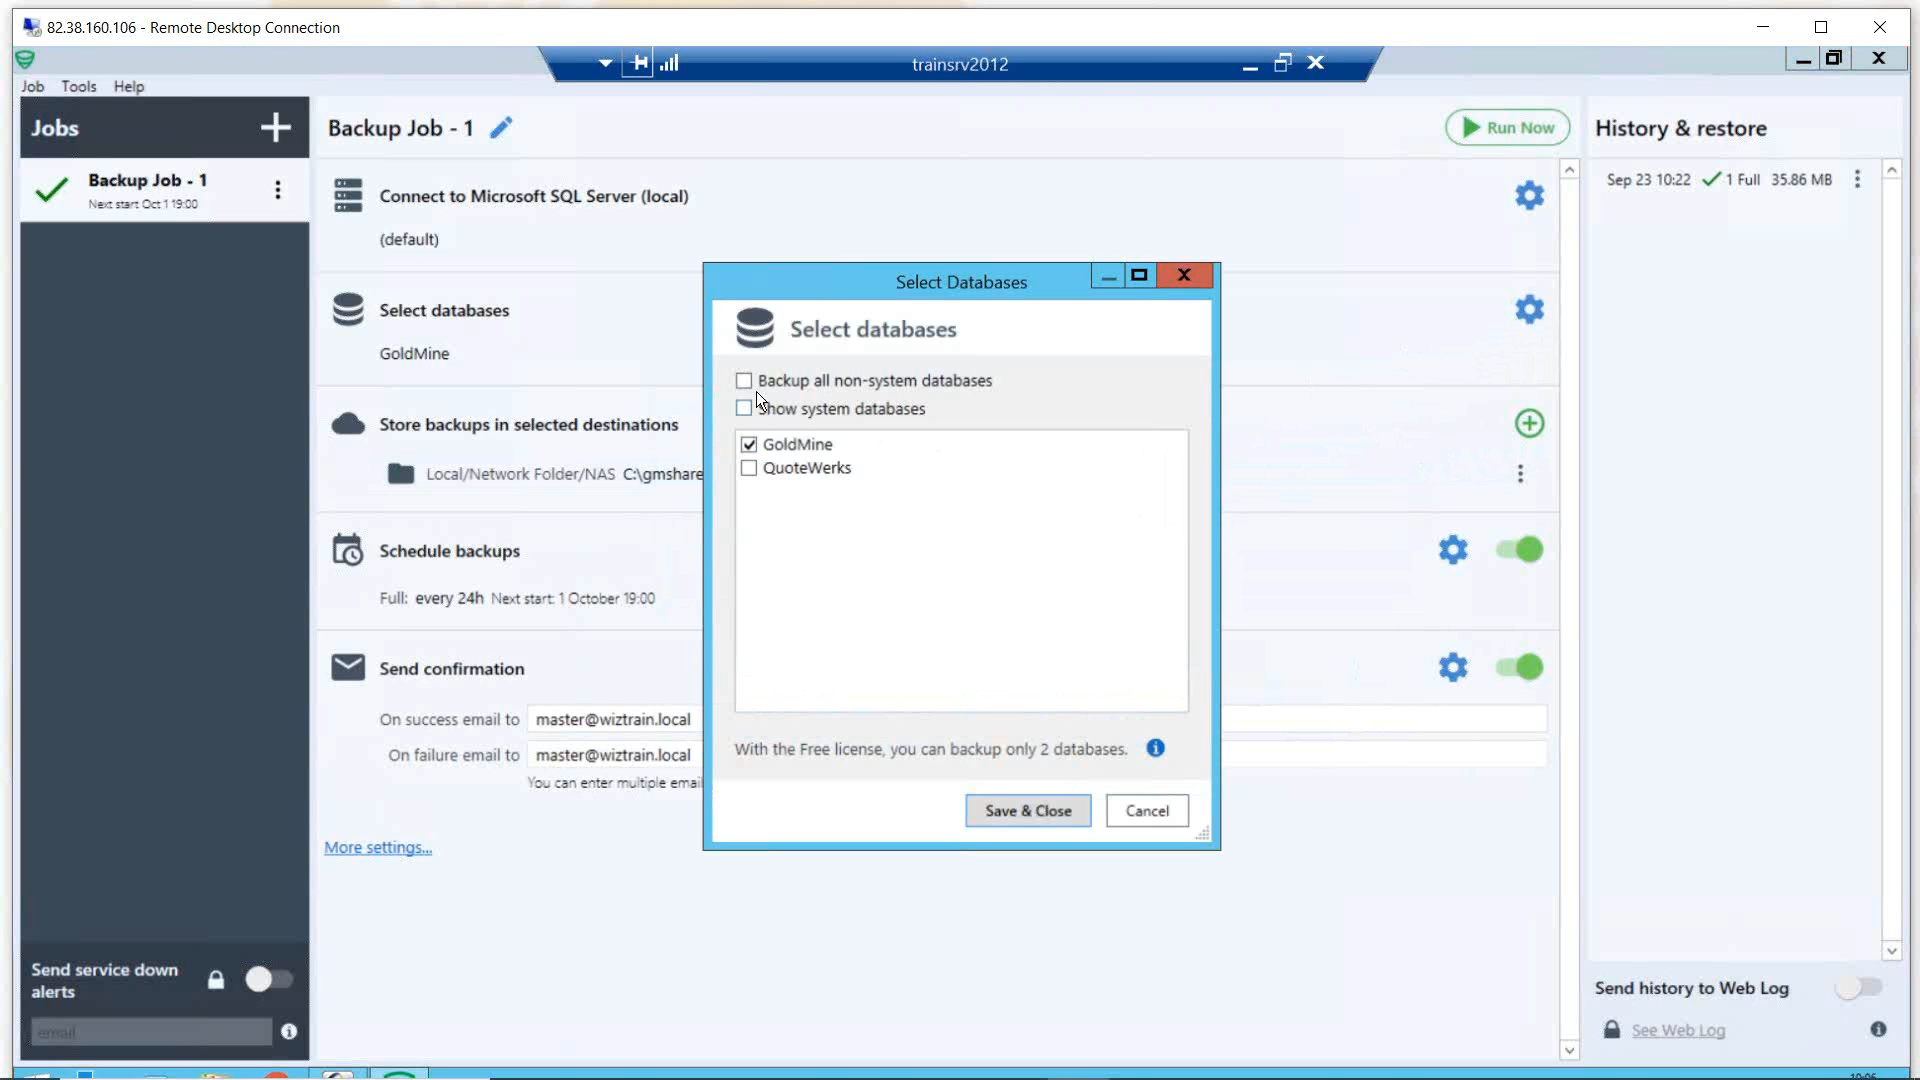 82.38.160.106 - Remote Desktop Connection
trainsrv2012
Job Tools Help
Jobs
Backup Job - 1
Next start Oct 1 19:00
Send service down
alerts
email
Backup Job - 1
Run Now
Connect to Microsoft SQL Server (local)
(default)
Select databases
GoldMine
Store backups in selected destinations
Local/Network Folder/NAS C:\gmshare
Schedule backups
Full: every 24h Next start: 1 October 19:00
Send confirmation
On success email to master@wiztrain.local
On failure email to master@wiztrain.local
You can enter multiple emai
More settings...
Select Databases
Select databases
Backup all non-system databases
Show system databases
GoldMine
QuoteWerks
With the Free license, you can backup only 2 databases.
Save & Close Cancel
History & restore
Sep 23 10:22 1 Full 35.86 MB
Send history to Web Log
See Web Log